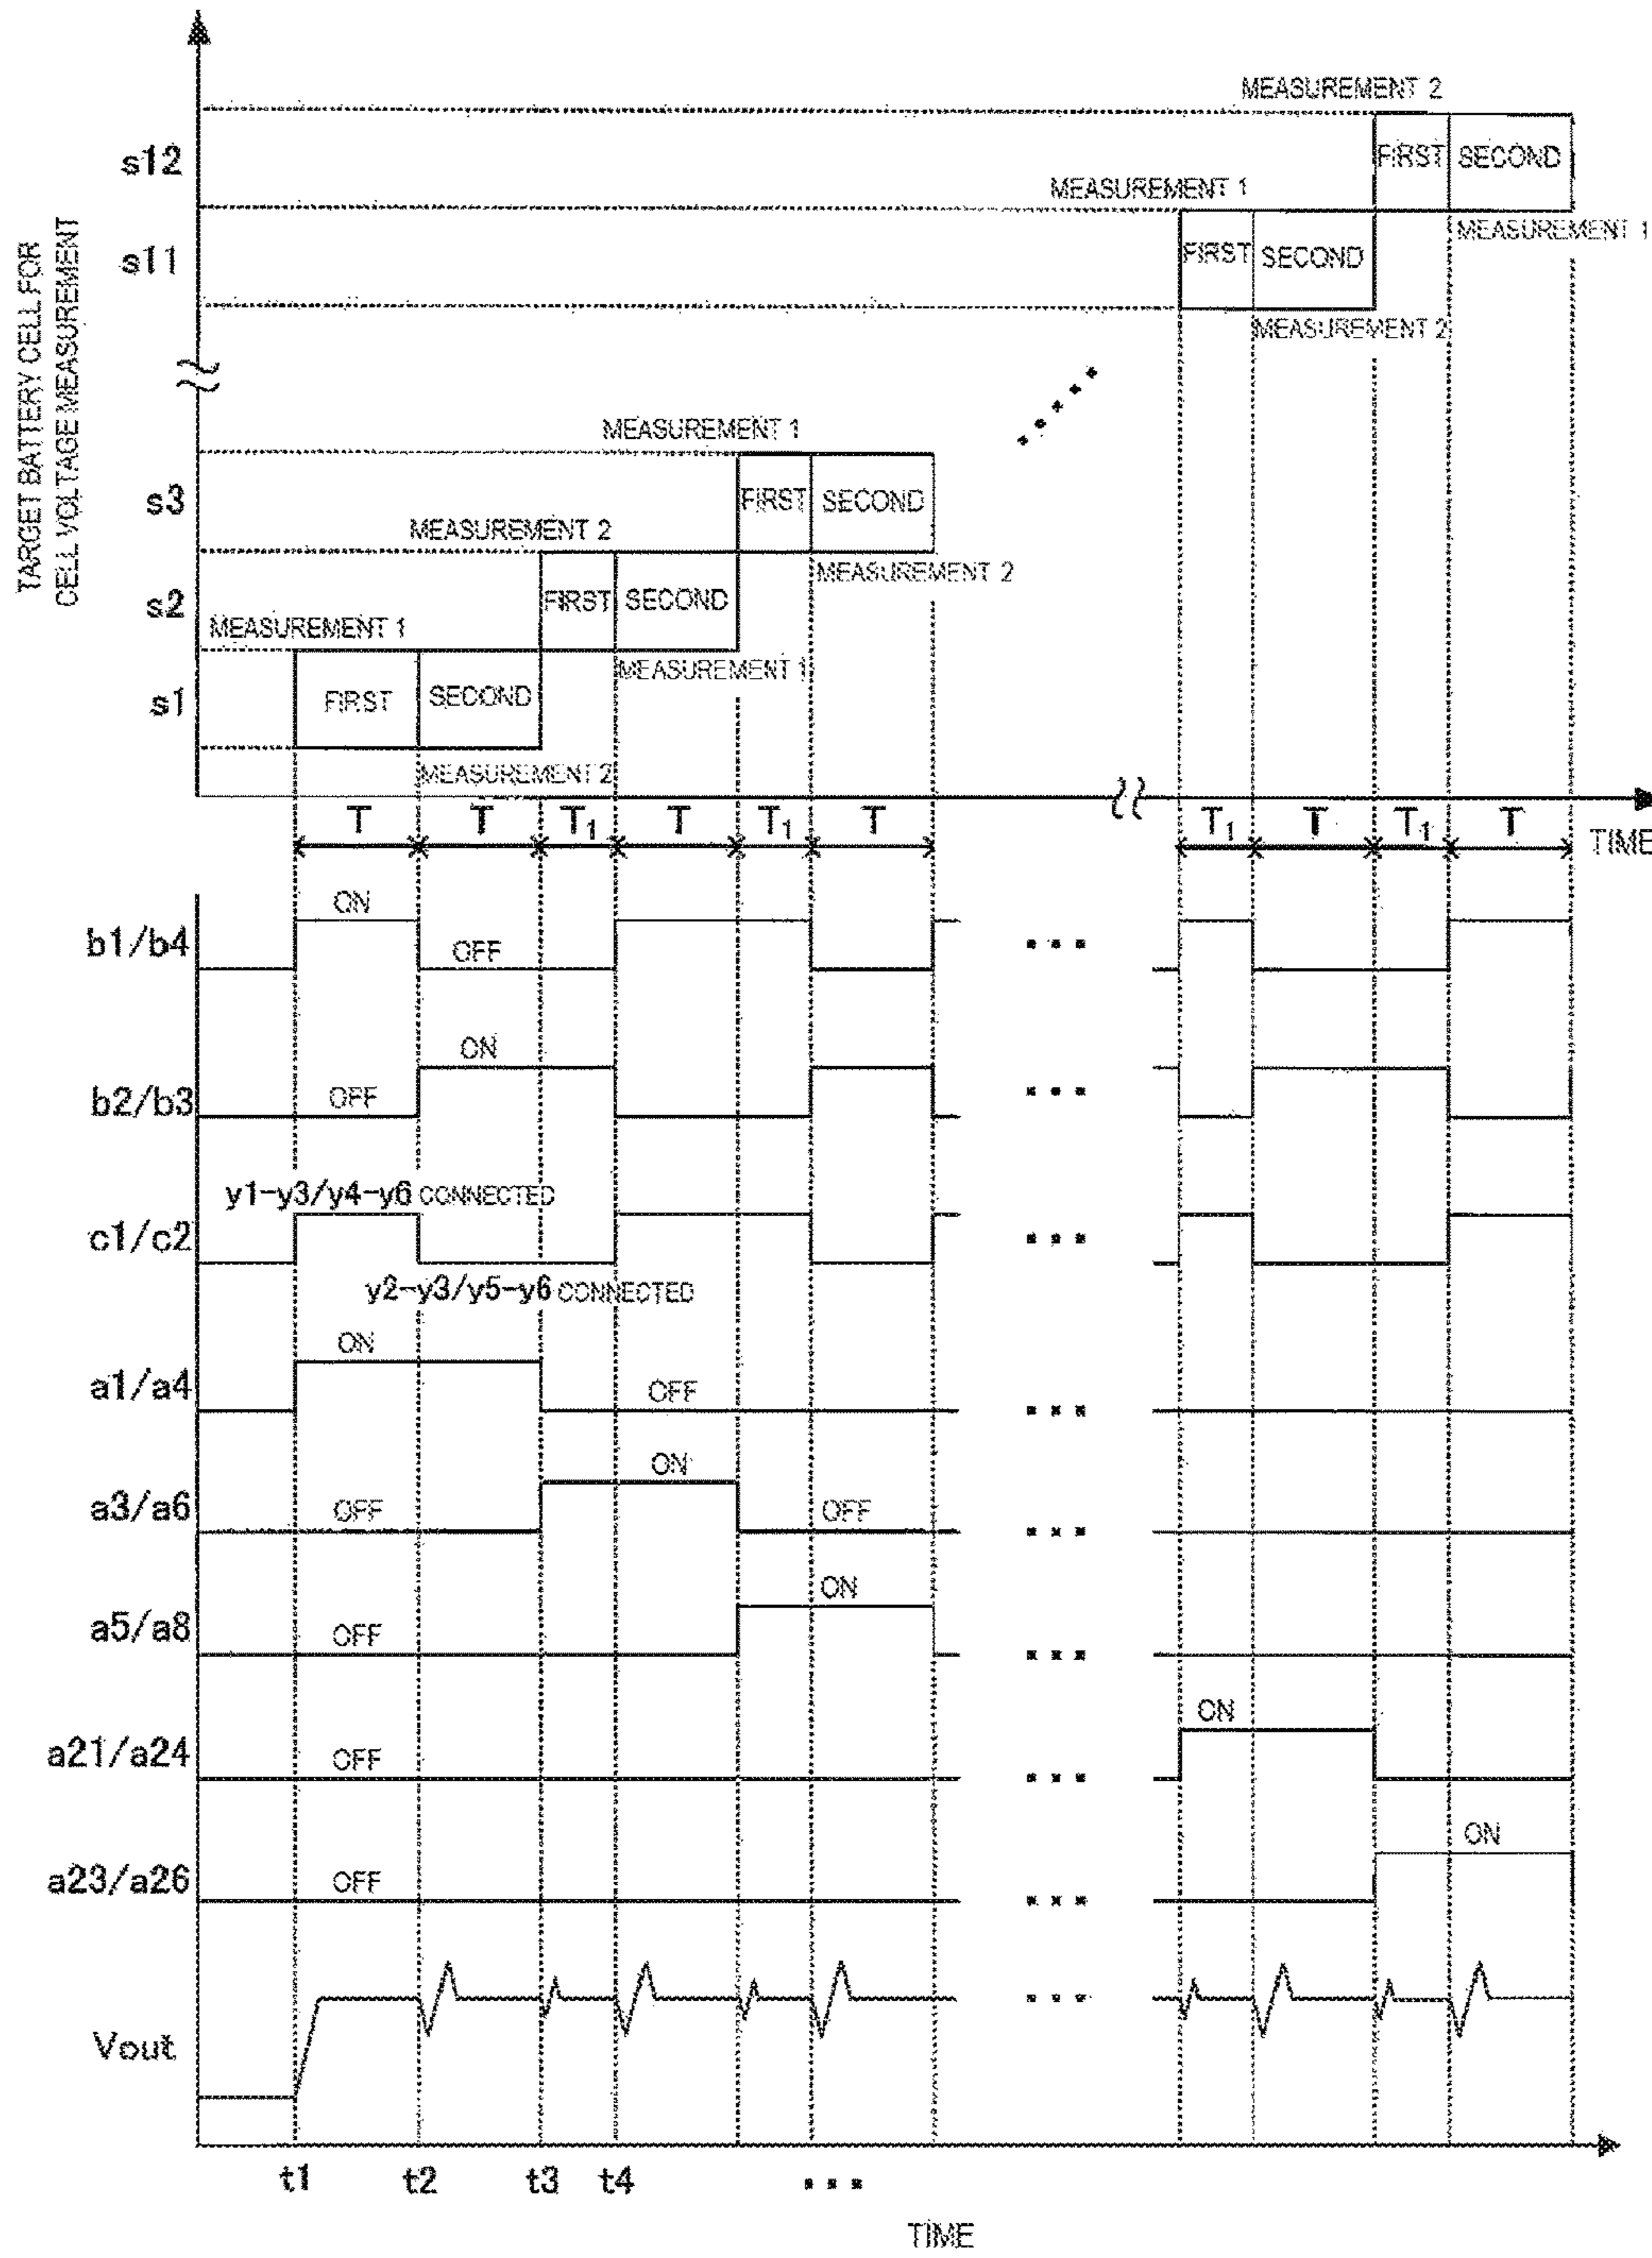 TARGET BATTERY CELL FOR
CELL VOLTAGE MEASUREMENT
MEASUREMENT 2
s12
FIRST
SECOND
MEASUREMENT 1
MEASUREMENT 1
s11
FIRST
SECOND
MEASUREMENT 2
MEASUREMENT 1
s3
FIRST
SECOND
MEASUREMENT 2
MEASUREMENT 2
s2
FIRST
SECOND
MEASUREMENT 1
MEASUREMENT 1
s1
FIRST
SECOND
MEASUREMENT 2
T T T₁ T T₁ T T₁ T T₁ T
TIME
ON
b1/b4
OFF
ON
b2/b3
OFF
y1-y3/y4-y6 CONNECTED
c1/c2
y2-y3/y5-y6 CONNECTED
ON
a1/a4
OFF
ON
a3/a6
OFF
OFF
ON
a5/a8
OFF
ON
a21/a24
OFF
ON
a23/a26
OFF
Vout
t1 t2 t3 t4 ...
TIME